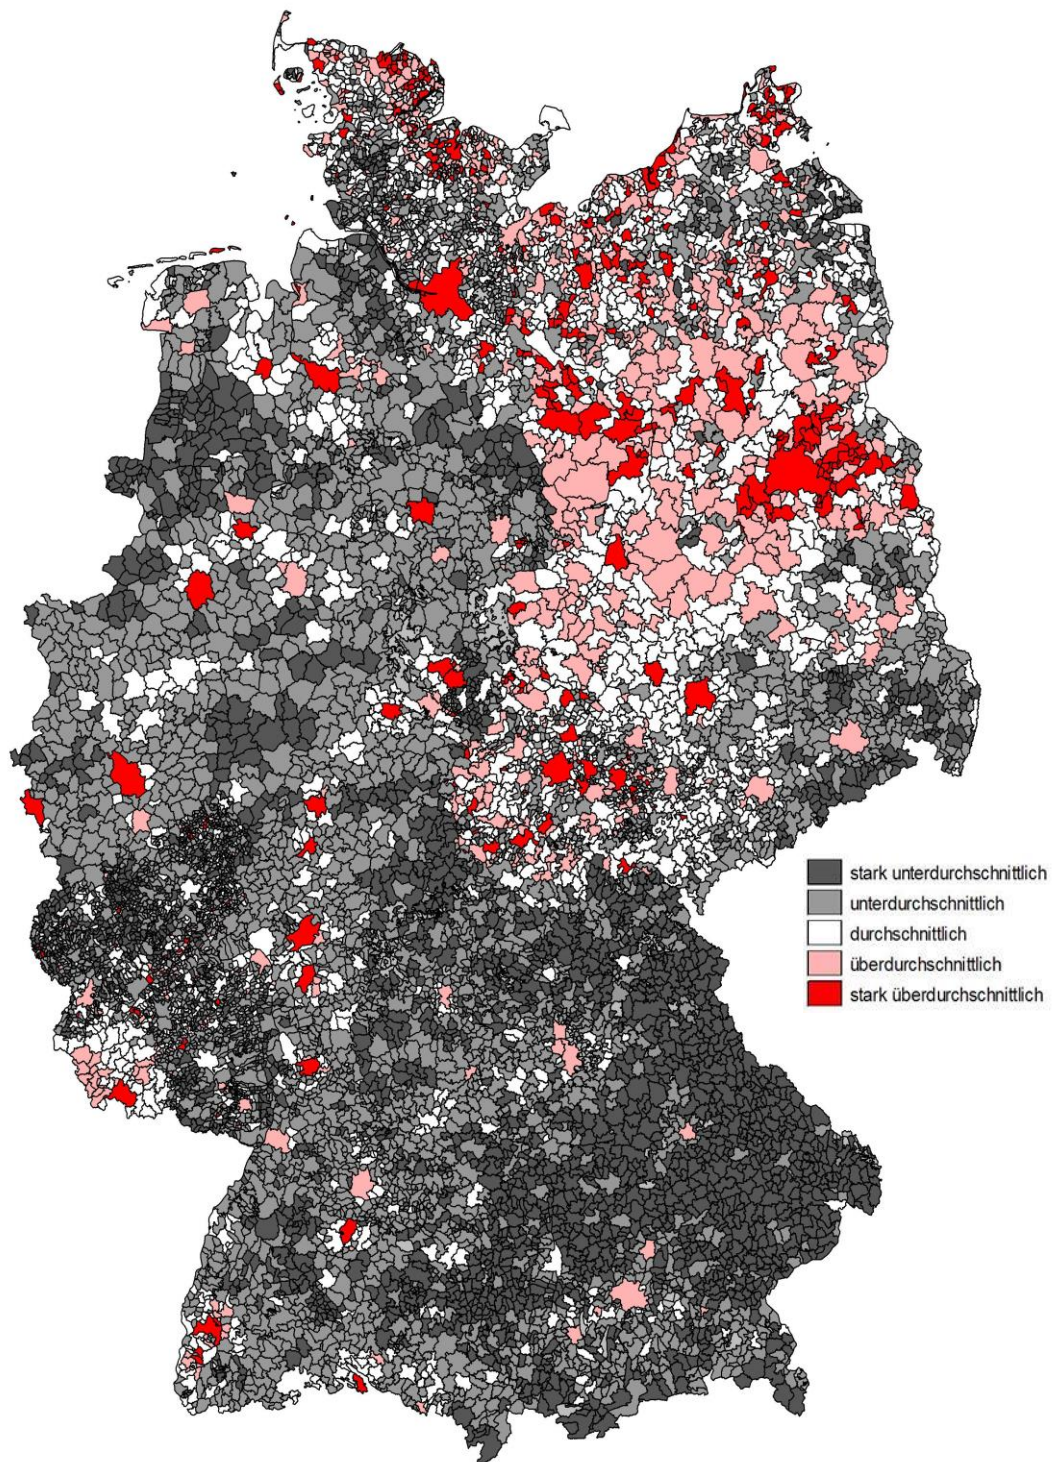 stark unterdurchschnittlich
unterdurchschnittlich
durchschnittlich
überdurchschnittlich
stark überdurchschnittlich